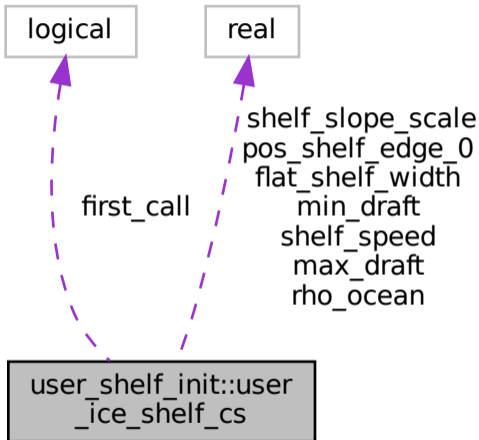 logical
real
shelf_slope_scale
pos_shelf_edge_0
flat_shelf_width
first_call
min_draft
shelf_speed
max_draft
rho_ocean
user_shelf_init::user
_ice_shelf_cs